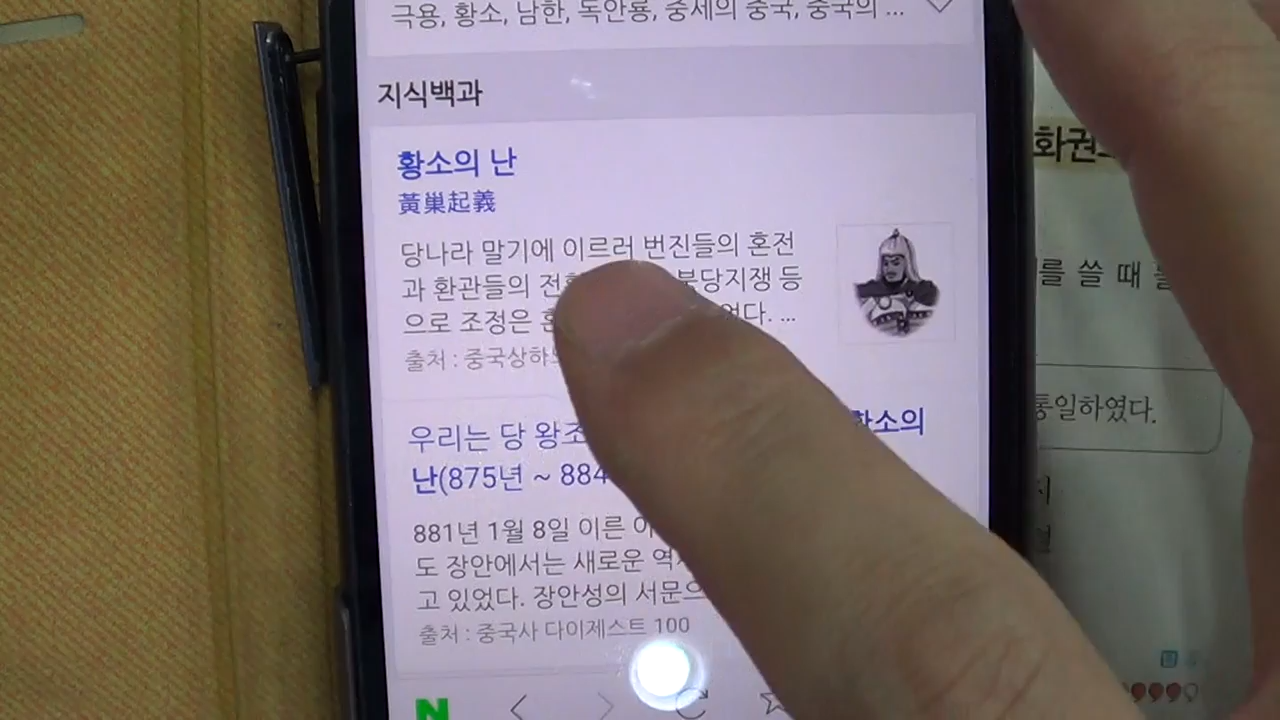 극용, 황소, 남한, 독안룡, 중세의 중국, 중국의 ...
지식백과
황소의 난
黃巢起義
당나라 말기에 이르러 번진들의 혼전
과 환관들의 붕당지쟁 등
으로 조정은 ...
출처 : 중국상하
우리는 당 왕조 황소의
난(875년 ~ 884
881년 1월 8일 이른
도 장안에서는 새로운
고 있었다. 장안성의 서문으
출처 : 중국사 다이제스트 100
N
화권
를 쓸 때
통일하였다.